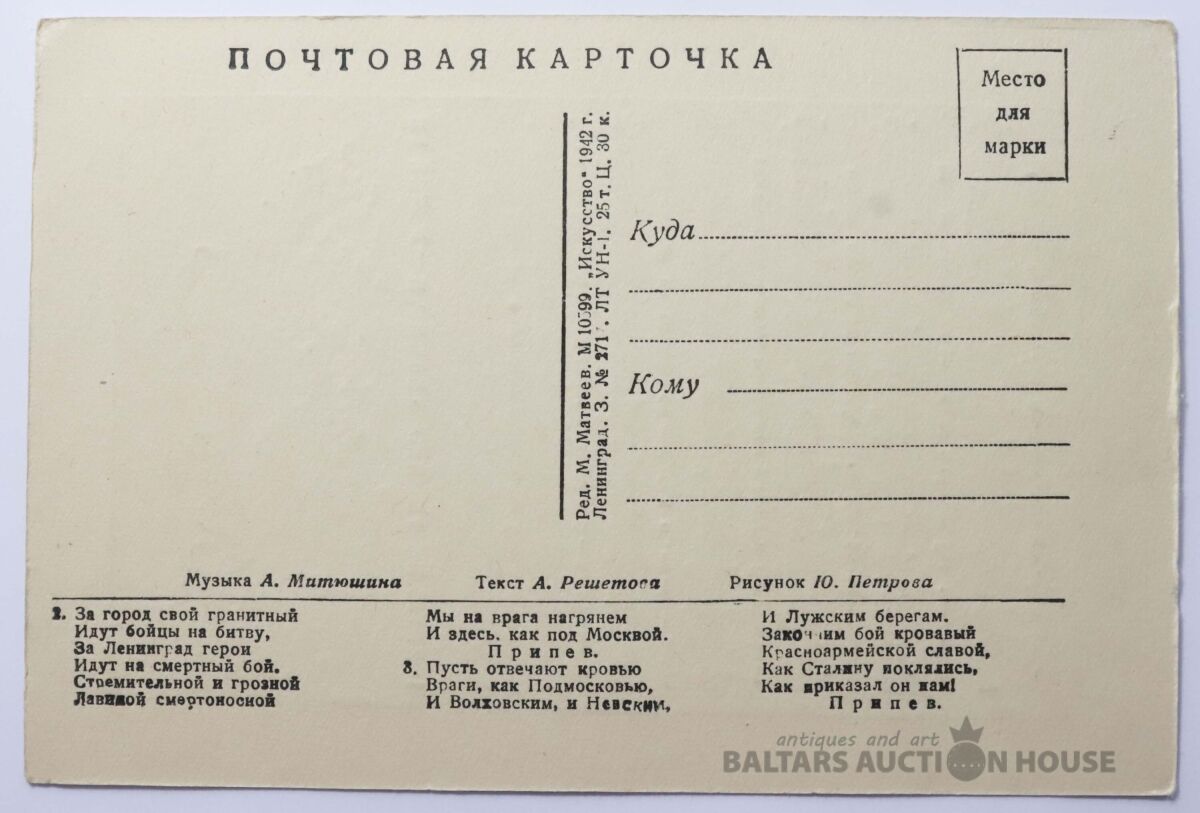 ПОЧТОВАЯ КАРТОЧКА
Место
для
марки
Ред. М. Матвеев. М „Искусство" 1942 г.
Ленинград. З. № ЛТ УН-1. 25 т. Ц. 30 к.
Куда
Кому
Музыка А. Митюшина Текст А. Решетова Рисунок Ю. Петрова
2. За город свой гранитный
Идут бойцы на битву,
За Ленинград герои
Идут на смертный бой.
Стремительной и грозной
Лавиной смертоносной
Мы на врага нагрянем
И здесь, как под Москвой.
Припев.
3. Пусть отвечают кровью
Враги, как Подмосковью,
И Волховским, и Невским,
И Лужским берегам.
Закончим бой кровавый
Красноармейской славой,
Как Сталину поклялись,
Как приказал он нам!
Припев.
antiques and art
BALTARS AUCTION HOUSE